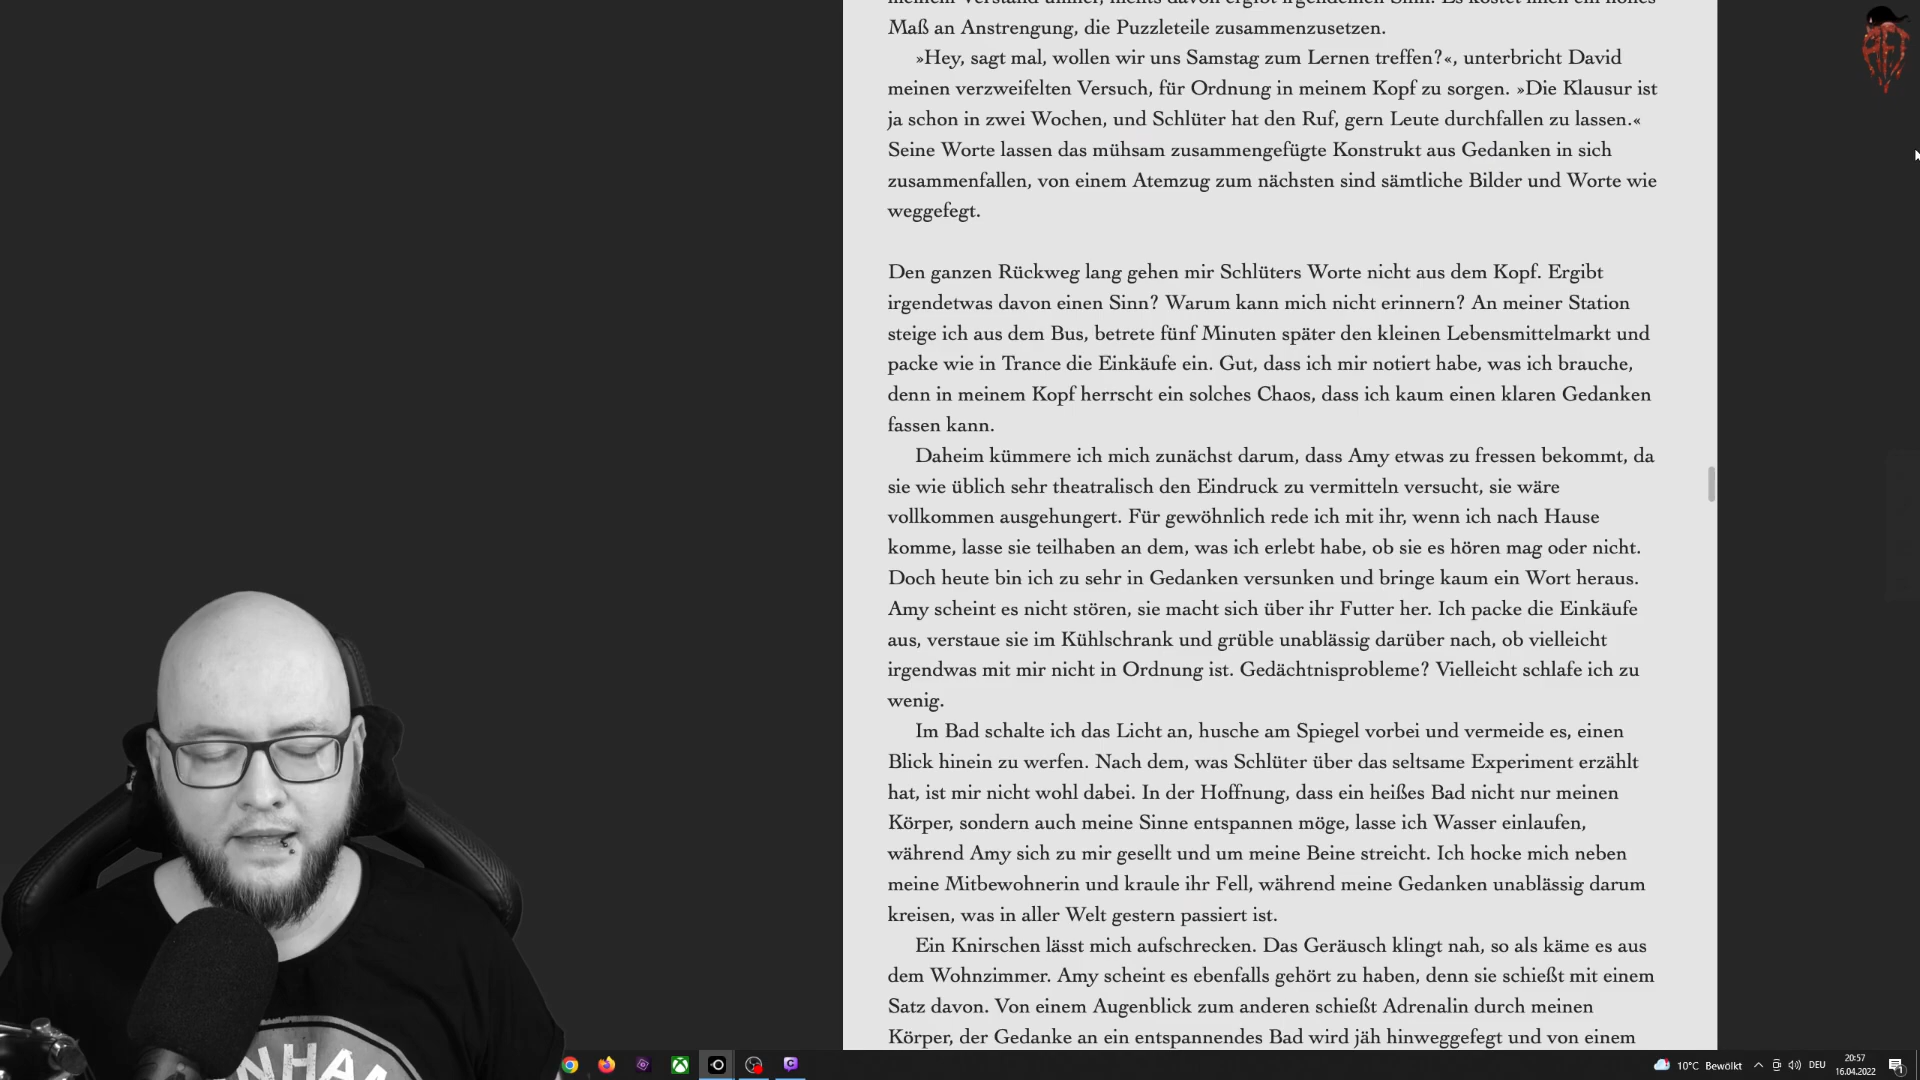 Maß an Anstrengung, die Puzzleteile zusammenzusetzen.
»Hey, sagt mal, wollen wir uns Samstag zum Lernen treffen?«, unterbricht David
meinen verzweifelten Versuch, für Ordnung in meinem Kopf zu sorgen. »Die Klausur ist
ja schon in zwei Wochen, und Schlüter hat den Ruf, gern Leute durchfallen zu lassen.«
Seine Worte lassen das mühsam zusammengefügte Konstrukt aus Gedanken in sich
zusammenfallen, von einem Atemzug zum nächsten sind sämtliche Bilder und Worte wie
weggefegt.
Den ganzen Rückweg lang gehen mir Schlüters Worte nicht aus dem Kopf. Ergibt
irgendetwas davon einen Sinn? Warum kann mich nicht erinnern? An meiner Station
steige ich aus dem Bus, betrete fünf Minuten später den kleinen Lebensmittelmarkt und
packe wie in Trance die Einkäufe ein. Gut, dass ich mir notiert habe, was ich brauche,
denn in meinem Kopf herrscht ein solches Chaos, dass ich kaum einen klaren Gedanken
fassen kann.
Daheim kümmere ich mich zunächst darum, dass Amy etwas zu fressen bekommt, da
sie wie üblich sehr theatralisch den Eindruck zu vermitteln versucht, sie wäre
vollkommen ausgehungert. Für gewöhnlich rede ich mit ihr, wenn ich nach Hause
komme, lasse sie teilhaben an dem, was ich erlebt habe, ob sie es hören mag oder nicht.
Doch heute bin ich zu sehr in Gedanken versunken und bringe kaum ein Wort heraus.
Amy scheint es nicht stören, sie macht sich über ihr Futter her. Ich packe die Einkäufe
aus, verstaue sie im Kühlschrank und grüble unablässig darüber nach, ob vielleicht
irgendwas mit mir nicht in Ordnung ist. Gedächtnisprobleme? Vielleicht schlafe ich zu
wenig.
Im Bad schalte ich das Licht an, husche am Spiegel vorbei und vermeide es, einen
Blick hinein zu werfen. Nach dem, was Schlüter über das seltsame Experiment erzählt
hat, ist mir nicht wohl dabei. In der Hoffnung, dass ein heißes Bad nicht nur meinen
Körper, sondern auch meine Sinne entspannen möge, lasse ich Wasser einlaufen,
während Amy sich zu mir gesellt und um meine Beine streicht. Ich hocke mich neben
meine Mitbewohnerin und kraule ihr Fell, während meine Gedanken unablässig darum
kreisen, was in aller Welt gestern passiert ist.
Ein Knirschen lässt mich aufschrecken. Das Geräusch klingt nah, so als käme es aus
dem Wohnzimmer. Amy scheint es ebenfalls gehört zu haben, denn sie schießt mit einem
Satz davon. Von einem Augenblick zum anderen schießt Adrenalin durch meinen
Körper, der Gedanke an ein entspannendes Bad wird jäh hinweggefegt und von einem
10°C Bewölkt
DEU
20:57
16.04.2022